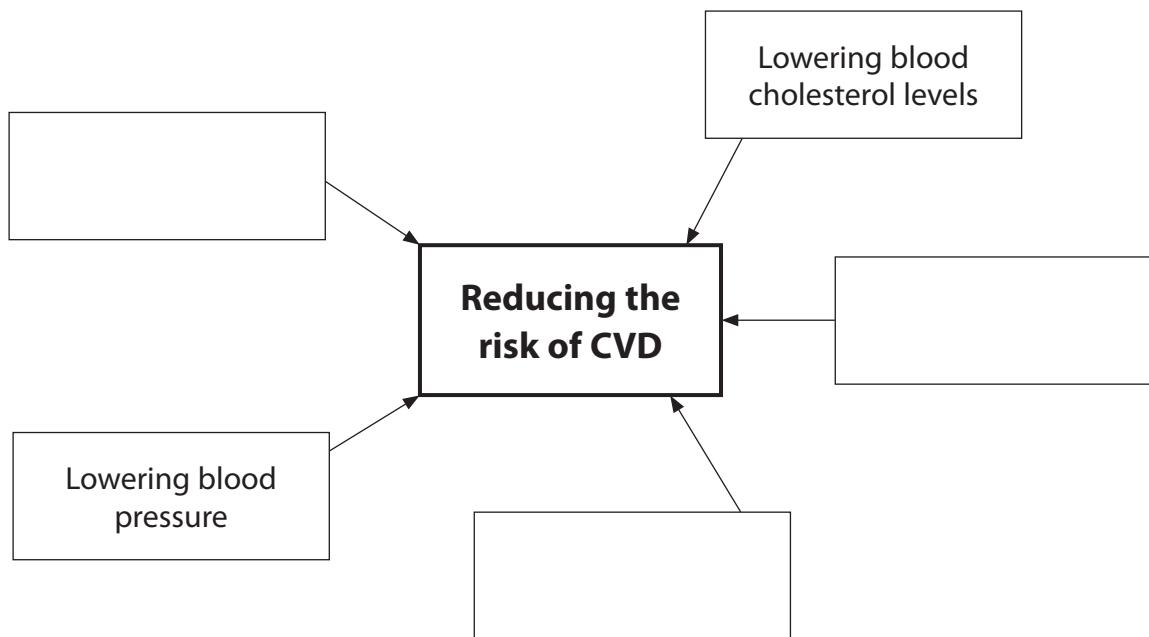 Lowering blood
cholesterol levels
Reducing the
risk of CVD
Lowering blood
pressure